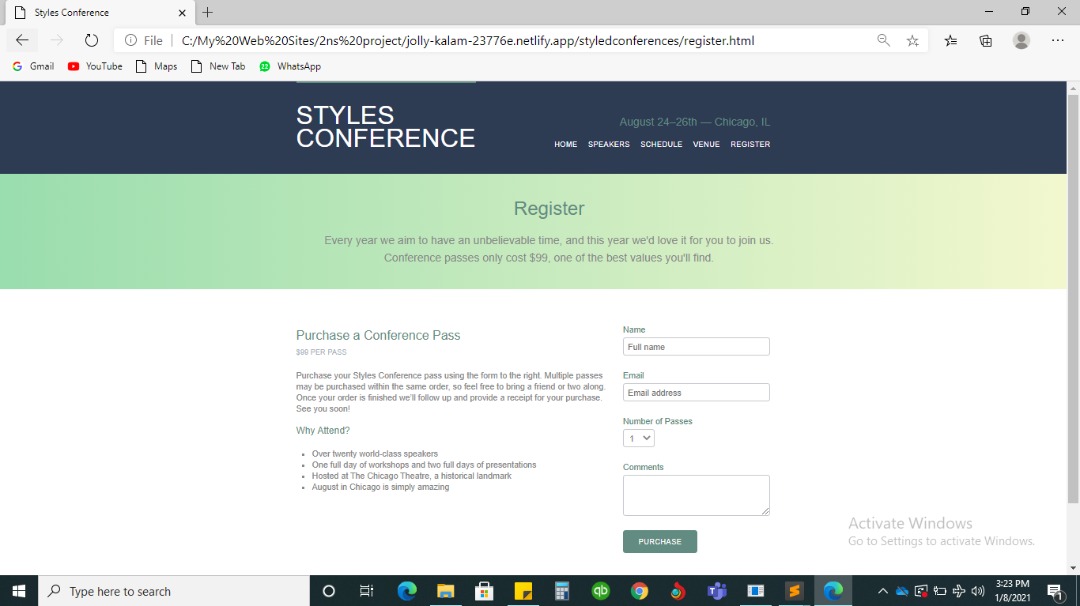 Styles Conference
File
C:/My%20Web%20Sites/2ns%20project/jolly-kalam-23776e.netlify.app/styledconferences/register.html
Gmail YouTube Maps New Tab WhatsApp
STYLES
CONFERENCE
August 24–26th — Chicago, IL
HOME SPEAKERS SCHEDULE VENUE REGISTER
Register
Every year we aim to have an unbelievable time, and this year we'd love it for you to join us.
Conference passes only cost $99, one of the best values you'll find.
Purchase a Conference Pass
$99 PER PASS
Purchase your Styles Conference pass using the form to the right. Multiple passes
may be purchased within the same order, so feel free to bring a friend or two along.
Once your order is finished we'll follow up and provide a receipt for your purchase.
See you soon!
Why Attend?
Over twenty world-class speakers
One full day of workshops and two full days of presentations
Hosted at The Chicago Theatre, a historical landmark
August in Chicago is simply amazing
Name
Full name
Email
Email address
Number of Passes
1
Comments
PURCHASE
Activate Windows
Go to Settings to activate Windows.
Type here to search
qb
3:23 PM
1/8/2021
1